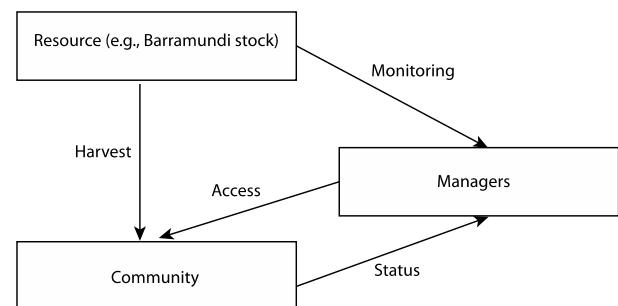 Resource (e.g., Barramundi stock)
Monitoring
Harvest
Managers
Access
Community
Status